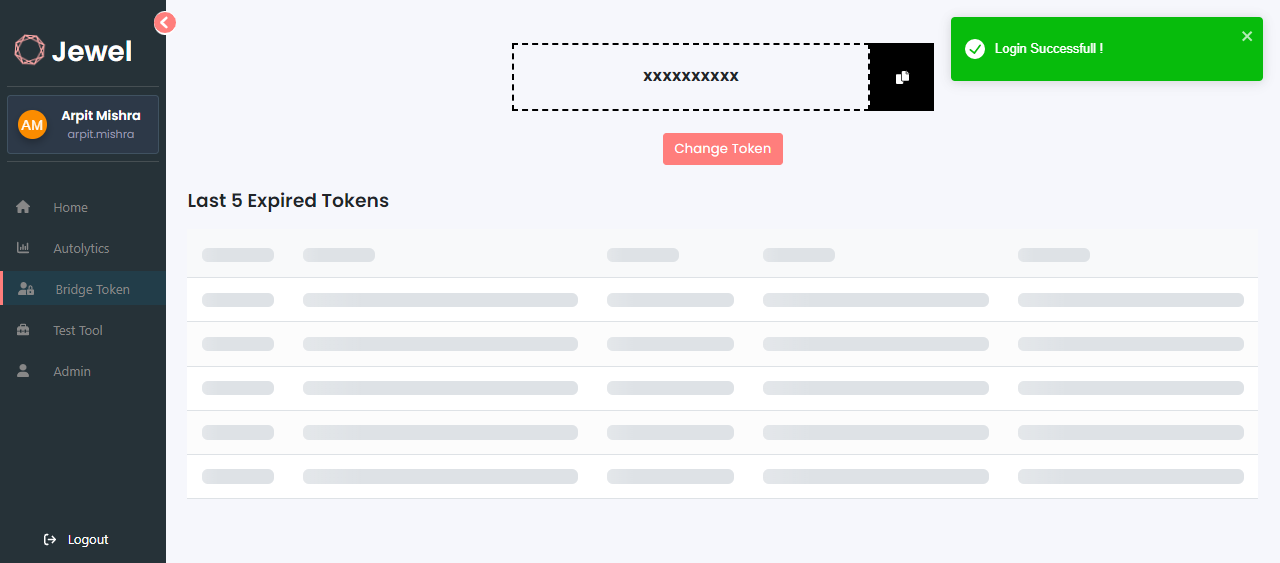 Jewel
AM
Arpit Mishra
arpit.mishra
Home
Autolytics
Bridge Token
Test Tool
Admin
Logout
xxxxxxxxxx
Change Token
Last 5 Expired Tokens
Login Successfull !